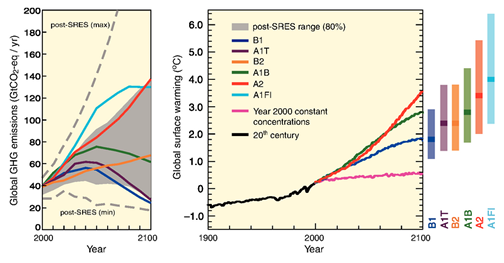 Global GHG emissions (GtCO₂-eq / yr)
200
180
160
140
120
100
80
60
40
20
0
post-SRES (max)
post-SRES (min)
2000
2100
Year
Global surface warming (°C)
6.0
5.0
4.0
3.0
2.0
1.0
0
–1.0
post-SRES range (80%)
B1
A1T
B2
A1B
A2
A1FI
Year 2000 constant
concentrations
20th century
1900
2000
2100
Year
B1
A1T
B2
A1B
A2
A1FI